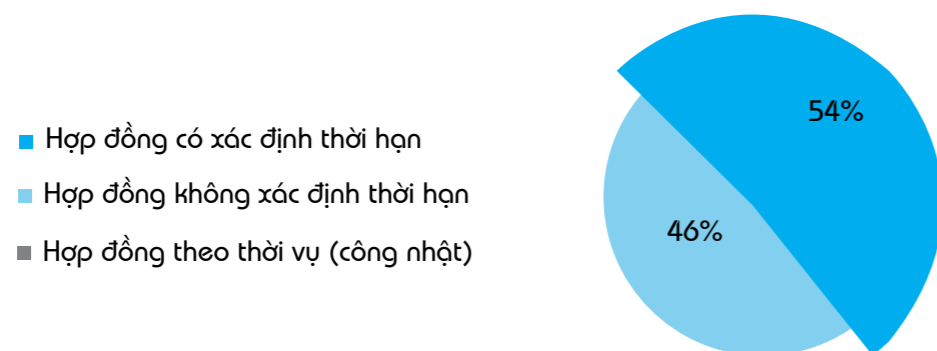 54%
Hợp đồng có xác định thời hạn
Hợp đồng không xác định thời hạn
46%
Hợp đồng theo thời vụ (công nhật)